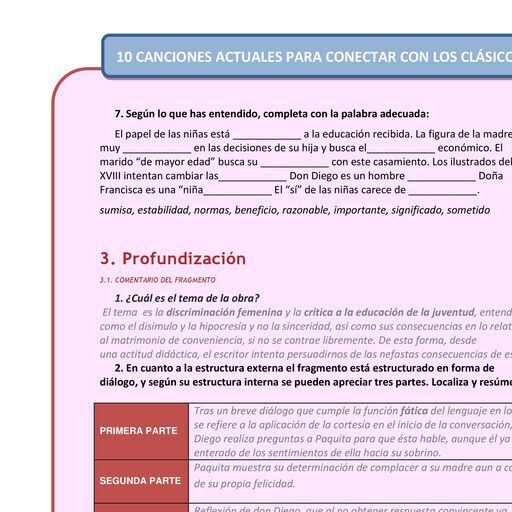 10 CANCIONES ACTUALES PARA CONECTAR CON LOS CLÁSICO
7. Según lo que has entendido, completa con la palabra adecuada:
El papel de las niñas está ____________ a la educación recibida. La figura de la madre
muy ____________ en las decisiones de su hija y busca el____________ económico. El
marido “de mayor edad” busca su ____________ con este casamiento. Los ilustrados del
XVIII intentan cambiar las____________ Don Diego es un hombre ____________ Doña
Francisca es una “niña____________ El “sí” de las niñas carece de ____________.
sumisa, estabilidad, normas, beneficio, razonable, importante, significado, sometido
3. Profundización
3.1. COMENTARIO DEL FRAGMENTO
1. ¿Cuál es el tema de la obra?
El tema es la discriminación femenina y la crítica a la educación de la juventud, entend
como el disimulo y la hipocresía y no la sinceridad, así como sus consecuencias en lo relat
al matrimonio de conveniencia, si no se contrae libremente. De esta forma, desde
una actitud didáctica, el escritor intenta persuadirnos de las nefastas consecuencias de es
2. En cuanto a la estructura externa el fragmento está estructurado en forma de
diálogo, y según su estructura interna se pueden apreciar tres partes. Localiza y resúme
PRIMERA PARTE
Tras un breve diálogo que cumple la función fática del lenguaje en lo
se refiere a la aplicación de la cortesía en el inicio de la conversación,
Diego realiza preguntas a Paquita para que ésta hable, aunque él ya
enterado de los sentimientos de ella hacia su sobrino.
SEGUNDA PARTE
Paquita muestra su determinación de complacer a su madre aun a co
de su propia felicidad.
Reflexión de don Diego, que al no obtener respuesta convincente va